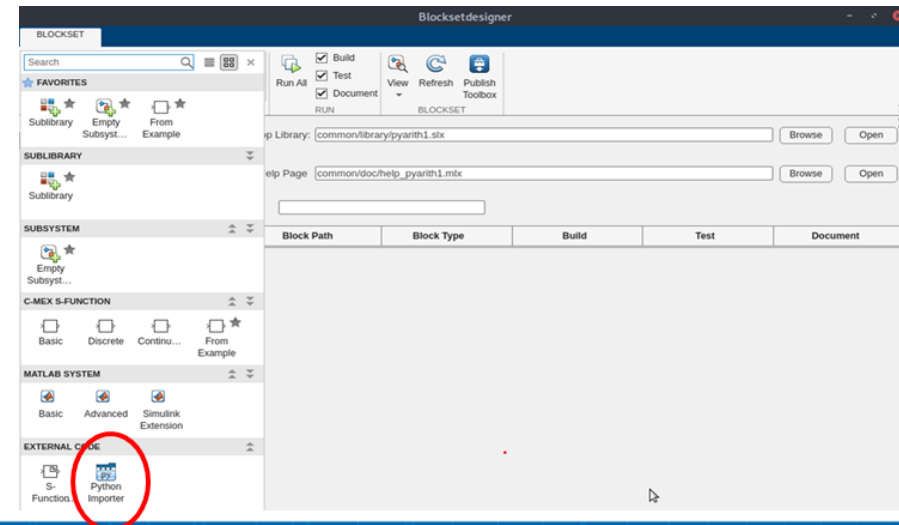 Blocksetdesigner
BLOCKSET
Search
FAVORITES
Sublibrary
Empty Subsyst...
From Example
SUBLIBRARY
Sublibrary
SUBSYSTEM
Empty Subsyst...
C-MEX S-FUNCTION
Basic
Discrete
Continu...
From Example
MATLAB SYSTEM
Basic
Advanced
Simulink Extension
EXTERNAL CODE
S-Function...
Python Importer
Run All
Build
Test
Document
RUN
View
Refresh
Publish Toolbox
BLOCKSET
op Library: common/library/pyarith1.slx Browse Open
elp Page common/doc/help_pyarith1.mlx Browse Open
Block Path Block Type Build Test Document